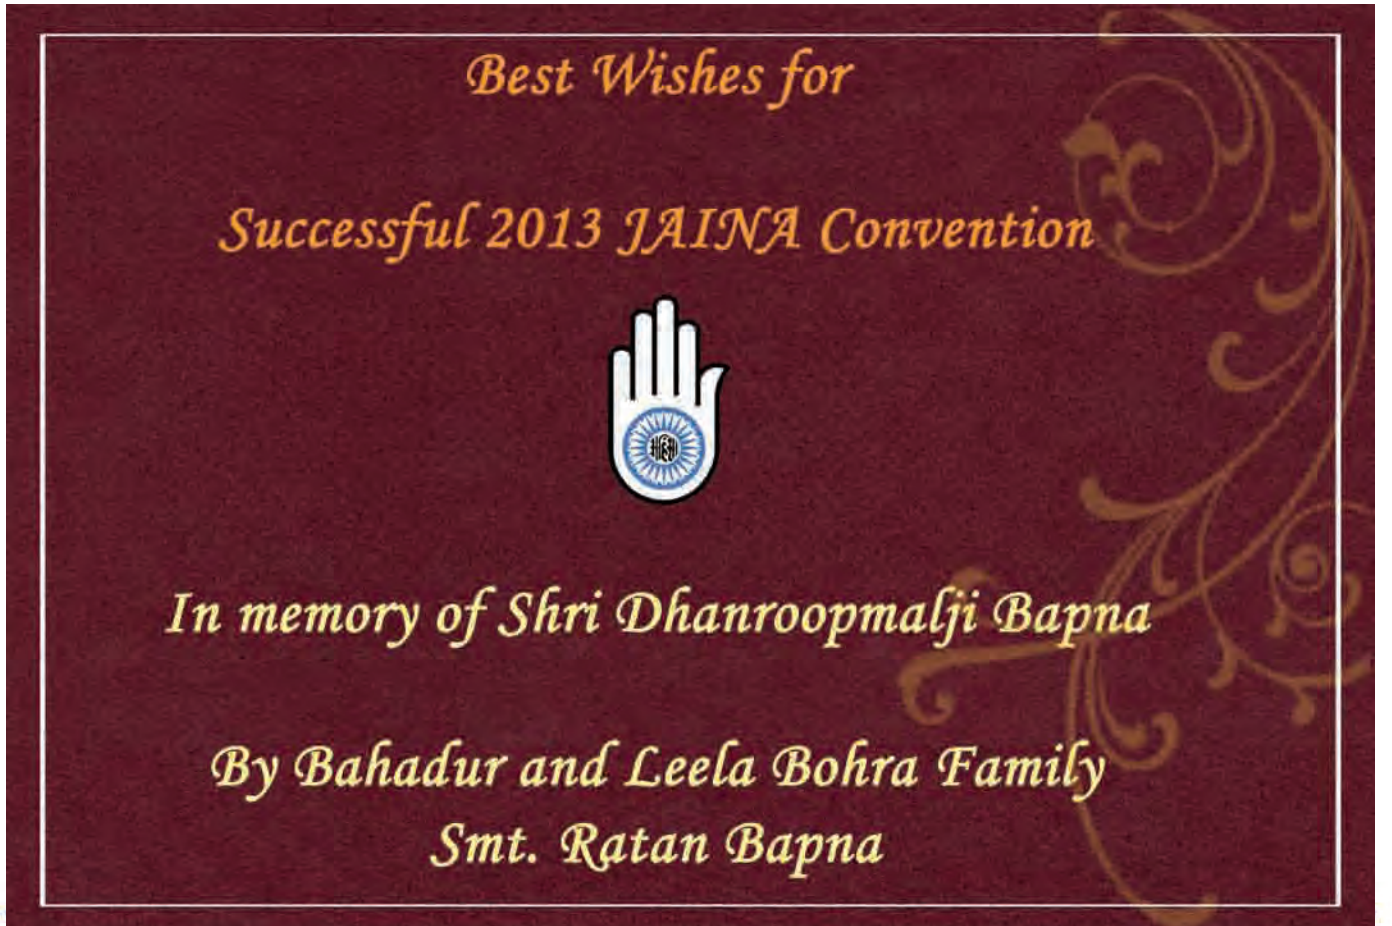 Best Wishes for
Successful 2013 JAINA Convention
In memory of Shri Dhanroopmalji Bapna
By Bahadur and Leela Bohra Family
Smt. Ratan Bapna